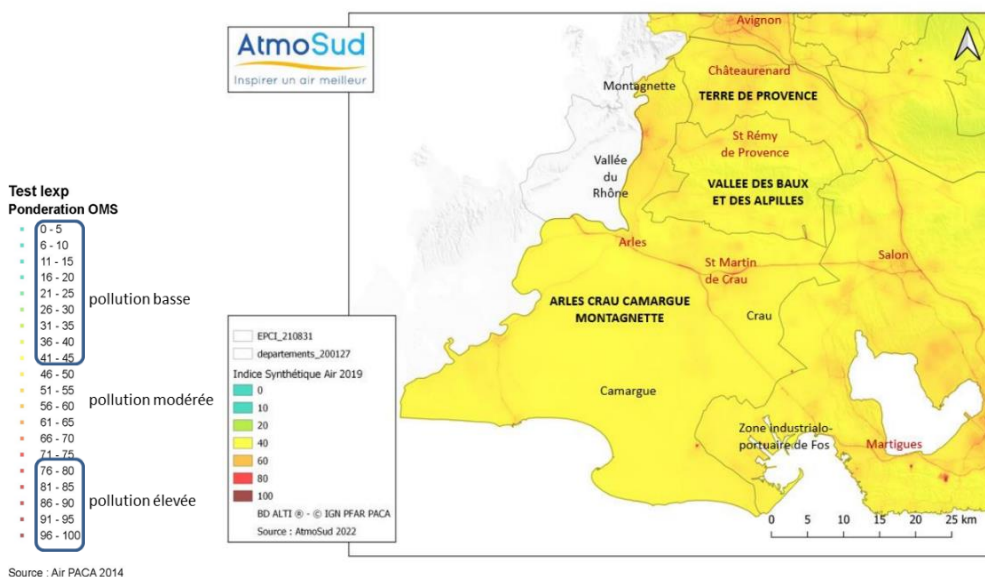 AtmoSud
Inspirer un air meilleur
Test Iexp
Ponderation OMS
0 - 5
6 - 10
11 - 15
16 - 20
21 - 25
26 - 30
31 - 35
36 - 40
41 - 45
46 - 50
51 - 55
56 - 60
61 - 65
66 - 70
71 - 75
76 - 80
81 - 85
86 - 90
91 - 95
96 - 100
pollution basse
pollution modérée
pollution élevée
Source : Air PACA 2014
EPCI_210831
departements_200127
Indice Synthétique Air 2019
0
10
20
40
60
80
100
BD ALTI ® - © IGN PFAR PACA
Source : AtmoSud 2022
Avignon
Châteaurenard
Montagnette
TERRE DE PROVENCE
St Rémy
de Provence
Vallée
du
Rhône
VALLEE DES BAUX
ET DES ALPILLES
Arles
St Martin
de Crau
Salon
ARLES CRAU CAMARGUE
MONTAGNETTE
Crau
Camargue
Zone industrialo-
portuaire de Fos
Martigues
0 5 10 15 20 25 km